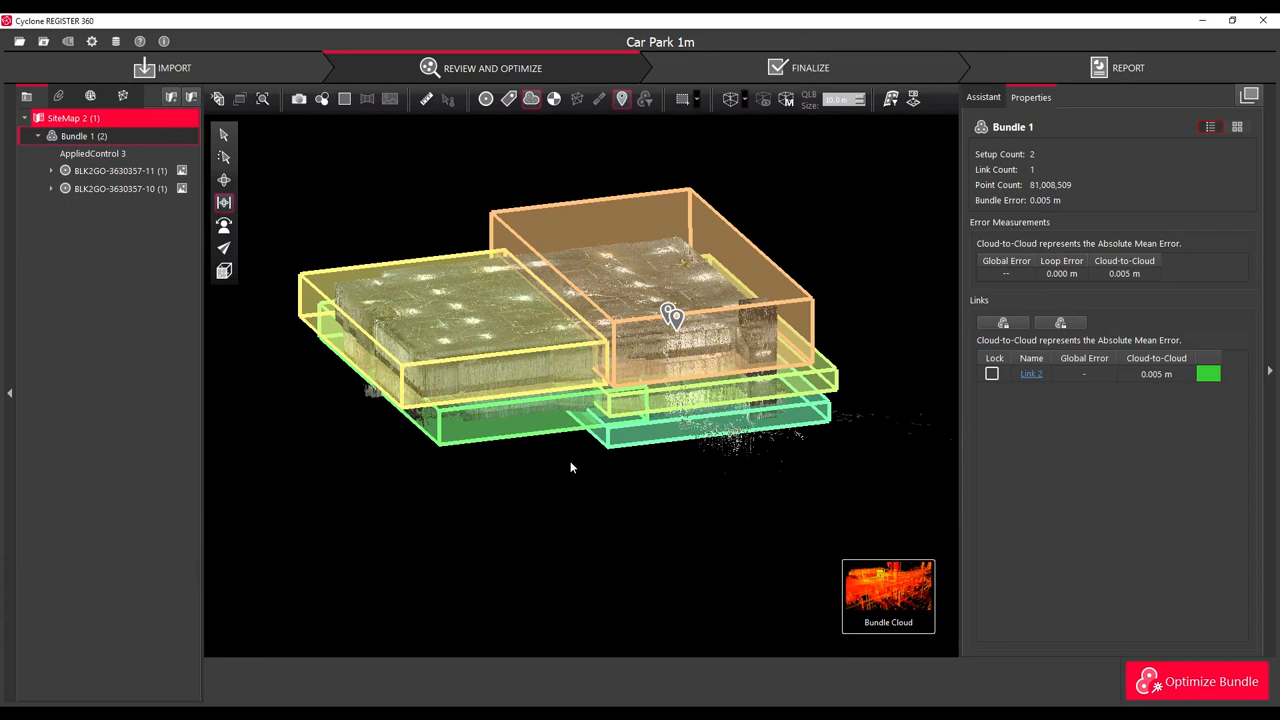 Cyclone REGISTER 360
Car Park 1m
IMPORT
REVIEW AND OPTIMIZE
FINALIZE
REPORT
QLB
Size:
10.0 m
Assistant
Properties
SiteMap 2 (1)
Bundle 1 (2)
AppliedControl 3
BLK2GO-3630357-11 (1)
BLK2GO-3630357-10 (1)
Bundle 1
Setup Count: 2
Link Count: 1
Point Count: 81,008,509
Bundle Error: 0.005 m
Error Measurements
Cloud-to-Cloud represents the Absolute Mean Error.
Global Error Loop Error Cloud-to-Cloud
-- 0.000 m 0.005 m
Links
Cloud-to-Cloud represents the Absolute Mean Error.
Lock Name Global Error Cloud-to-Cloud
Link 2 - 0.005 m
Bundle Cloud
Optimize Bundle